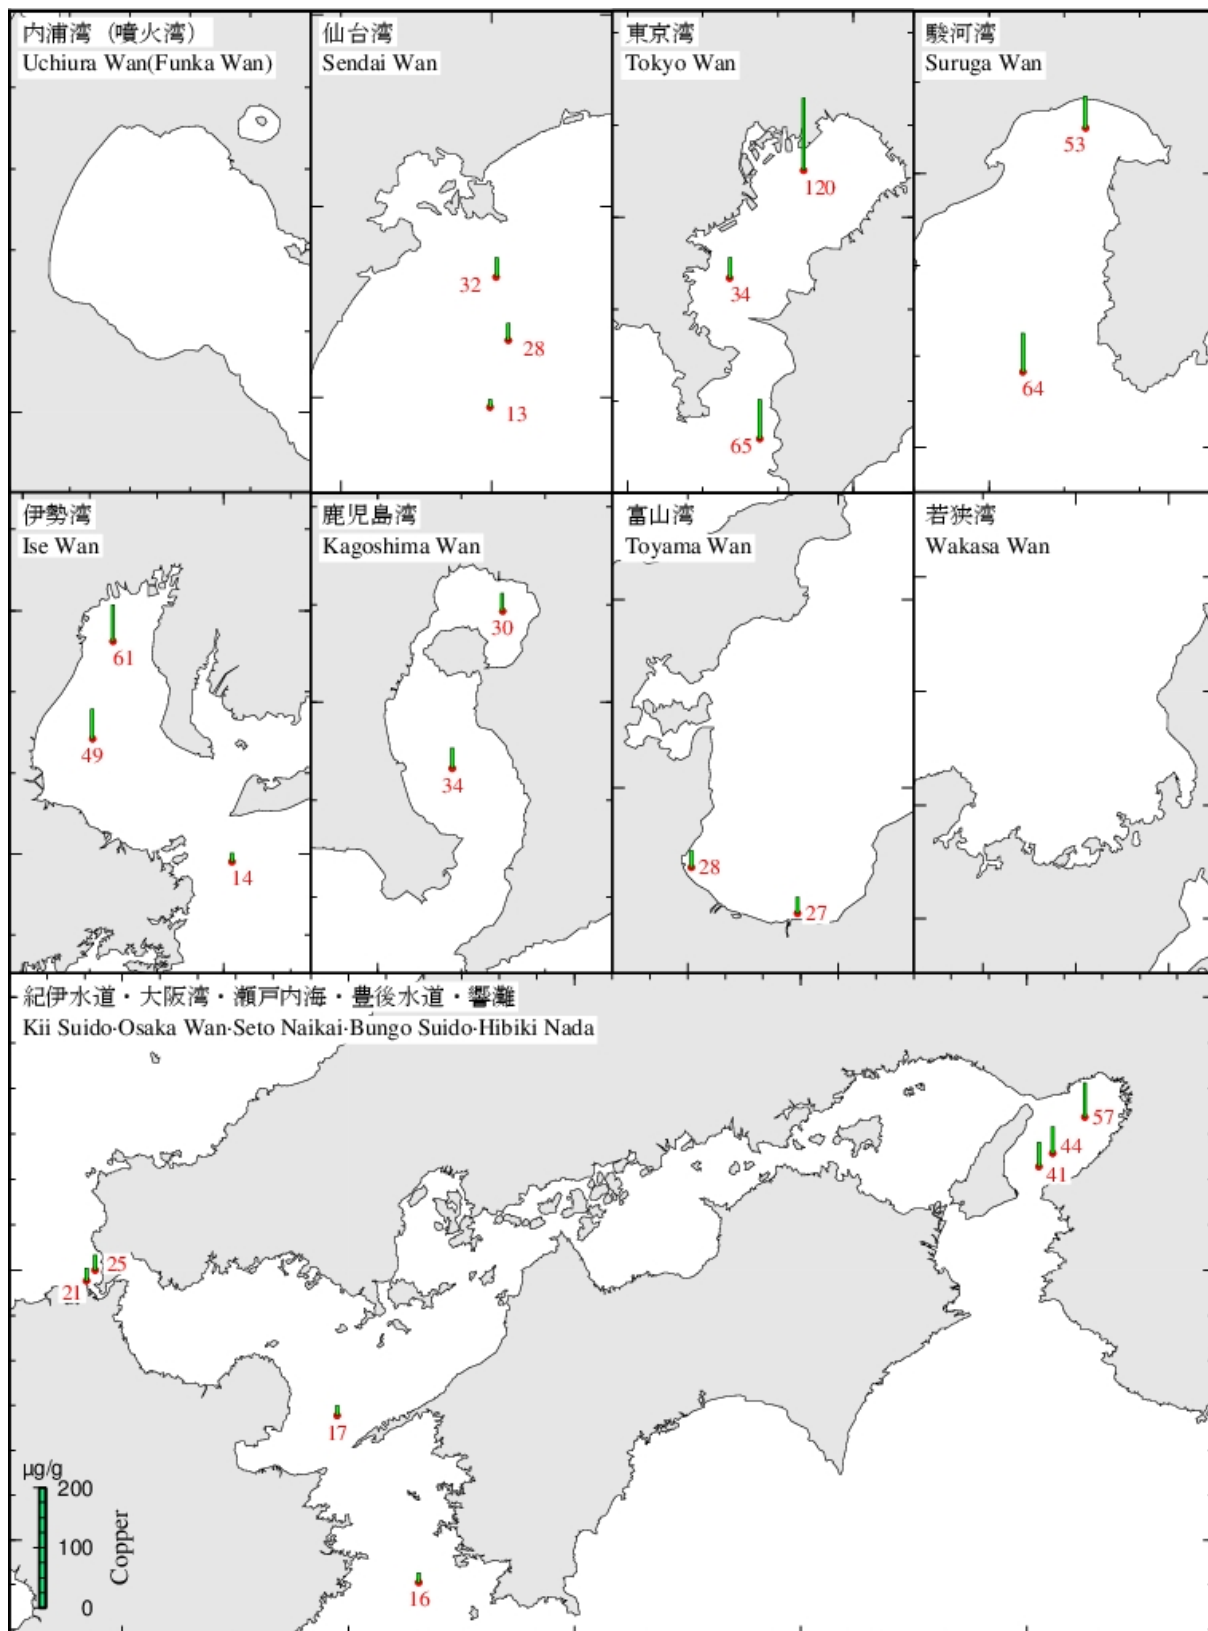 内浦湾（噴火湾）
Uchiura Wan(Funka Wan)
仙台湾
Sendai Wan
32
28
13
東京湾
Tokyo Wan
120
34
65
駿河湾
Suruga Wan
53
64
伊勢湾
Ise Wan
61
49
14
鹿児島湾
Kagoshima Wan
30
34
富山湾
Toyama Wan
28
27
若狭湾
Wakasa Wan
紀伊水道・大阪湾・瀬戸内海・豊後水道・響灘
Kii Suido·Osaka Wan·Seto Naikai·Bungo Suido·Hibiki Nada
57
44
41
25
21
17
16
µg/g
200
100
0
Copper